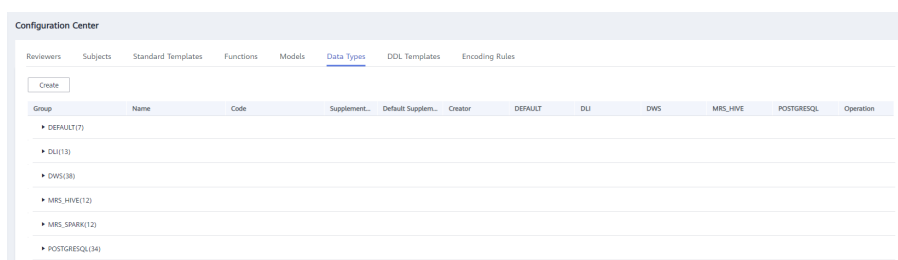 Configuration Center
Reviewers Subjects Standard Templates Functions Models Data Types DDL Templates Encoding Rules
Create
Group Name Code Supplement... Default Supplem... Creator DEFAULT DLI DWS MRS_HIVE POSTGRESQL Operation
DEFAULT(7)
DLI(13)
DWS(38)
MRS_HIVE(12)
MRS_SPARK(12)
POSTGRESQL(34)